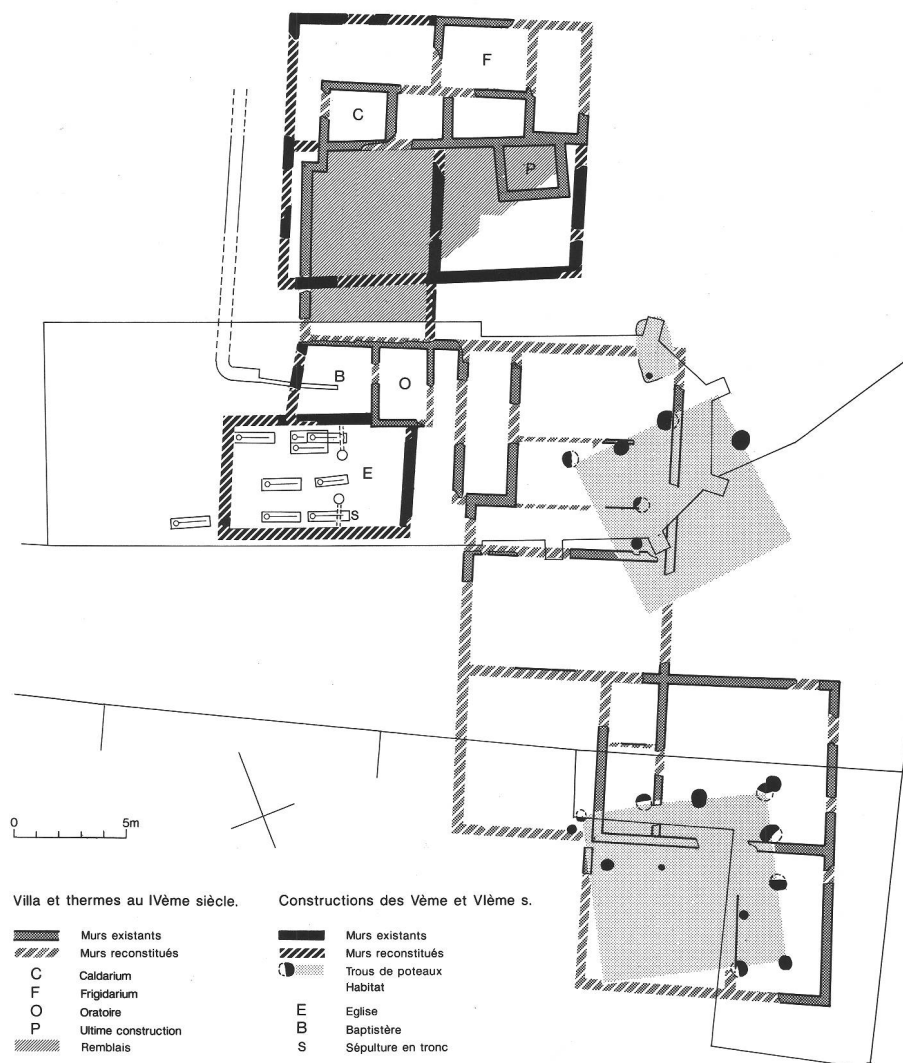 F
C
P
B
O
E
S
0 5m
Villa et thermes au IVème siècle.
Murs existants
Murs reconstitués
C Caldarium
F Frigidarium
O Oratoire
P Ultime construction
Remblais
Constructions des Vème et VIème s.
Murs existants
Murs reconstitués
Trous de poteaux
Habitat
E Eglise
B Baptistère
S Sépulture en tronc